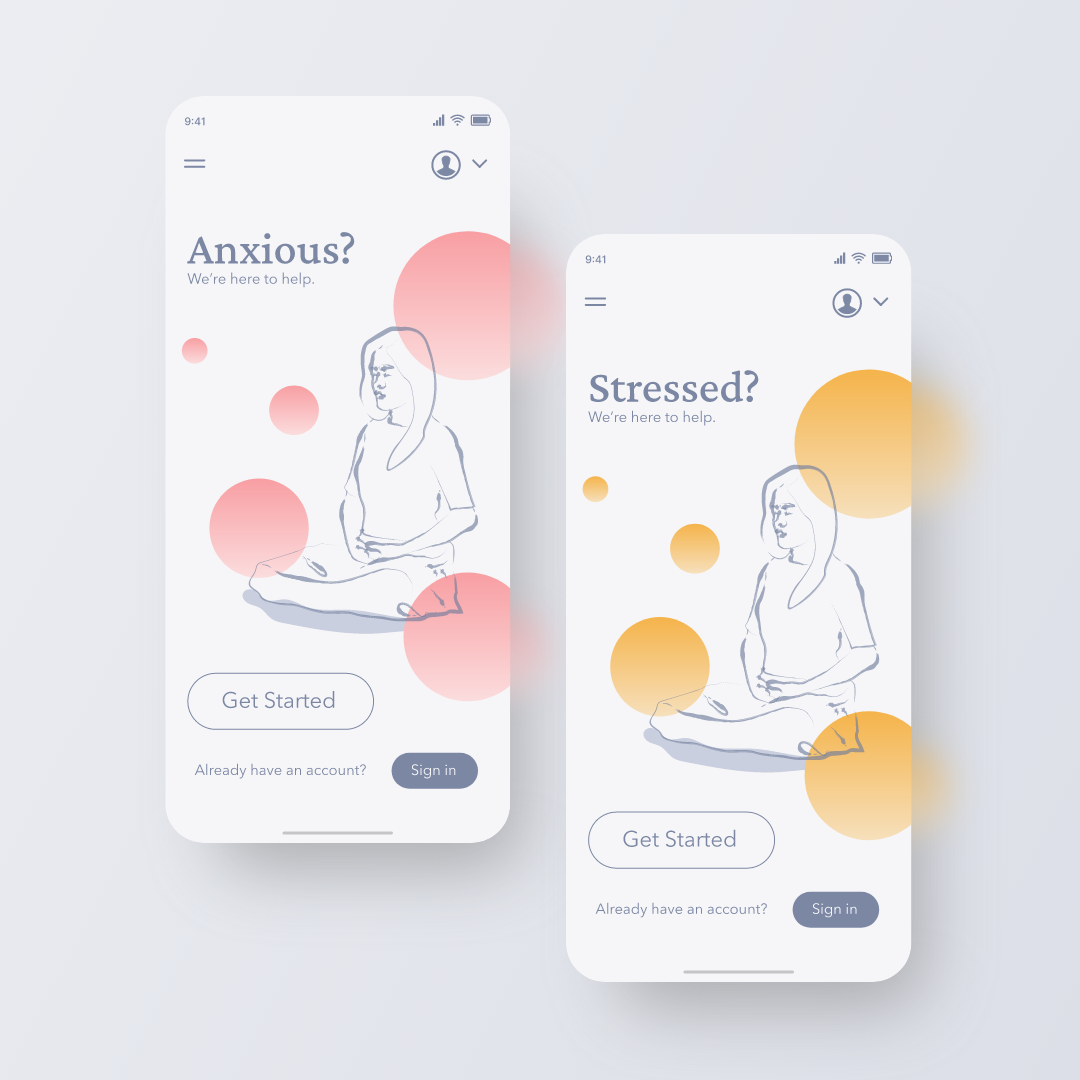 9:41
Anxious?
We're here to help.
Get Started
Already have an account? Sign in
9:41
Stressed?
We're here to help.
Get Started
Already have an account? Sign in